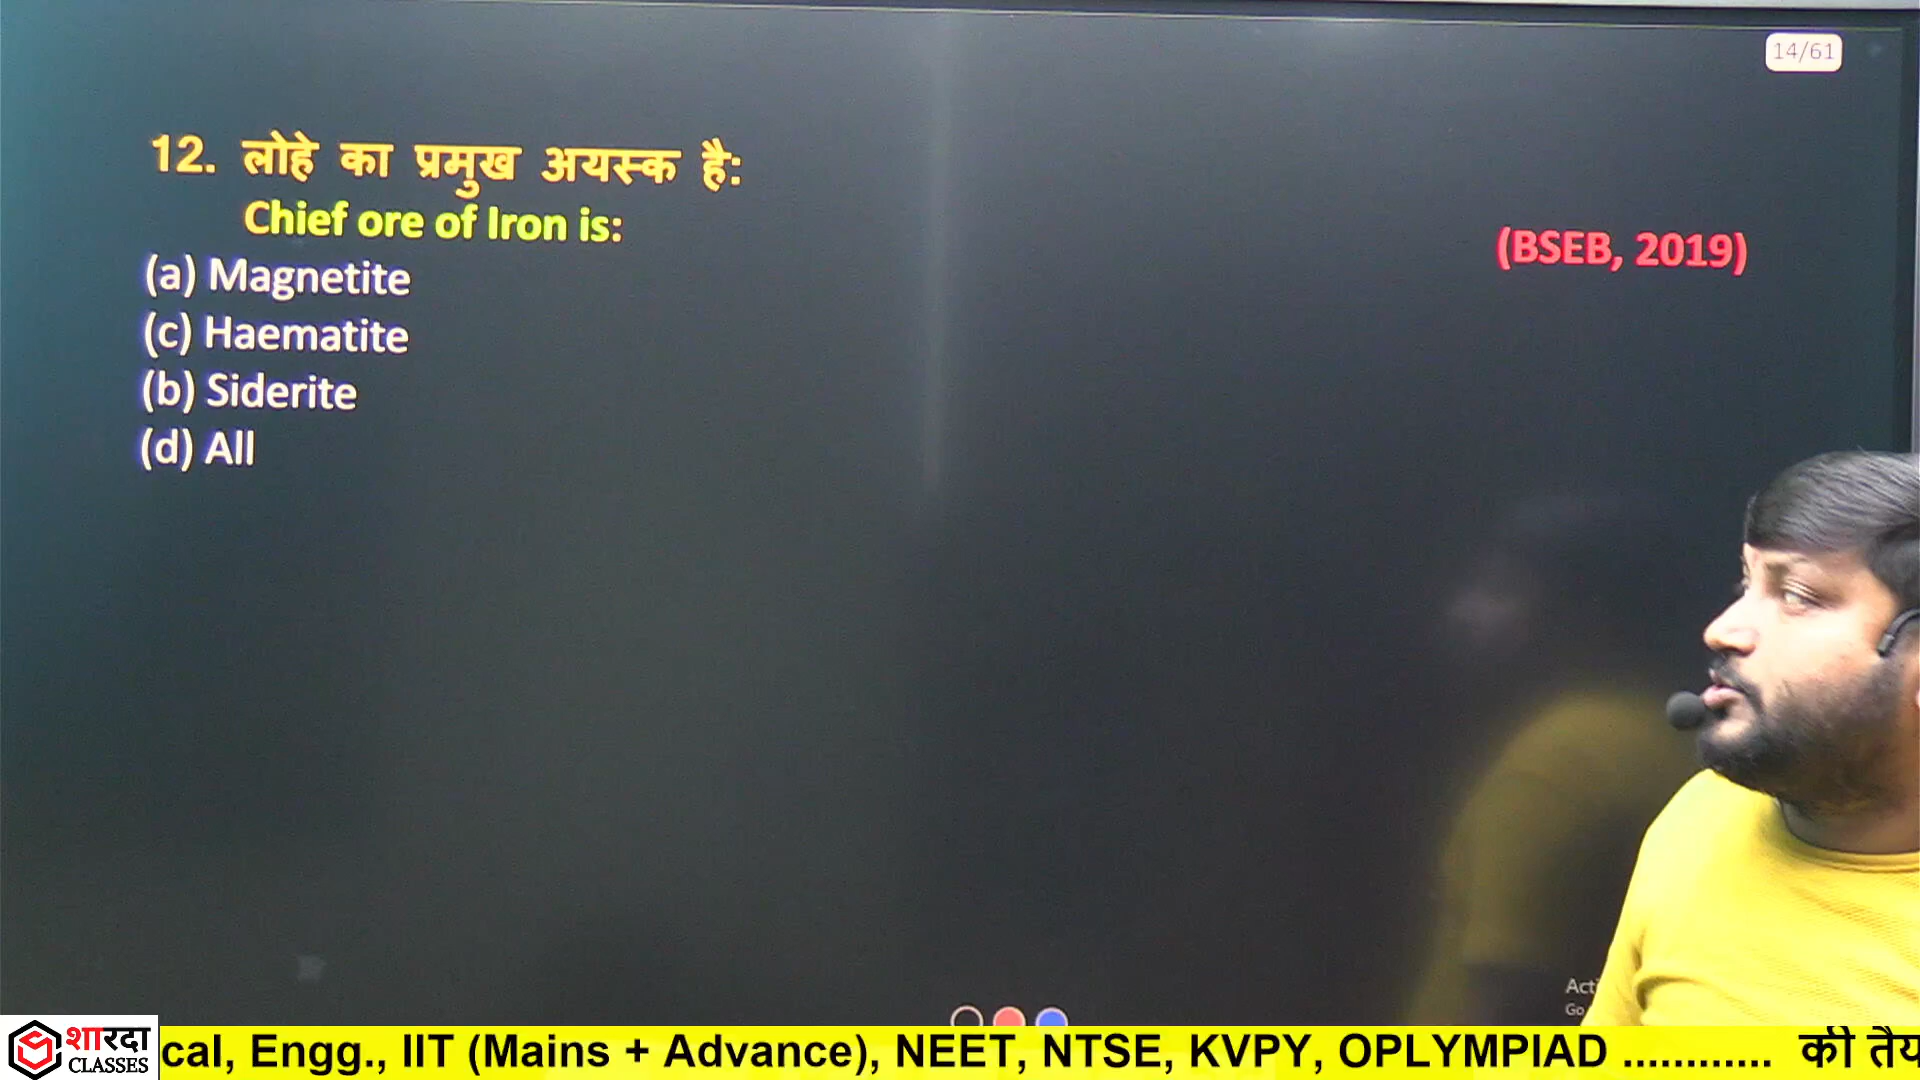 14/61
12. लोहे का प्रमुख अयस्क है:
Chief ore of Iron is:
(BSEB, 2019)
(a) Magnetite
(c) Haematite
(b) Siderite
(d) All
Go
शारदा
CLASSES
cal, Engg., IIT (Mains + Advance), NEET, NTSE, KVPY, OPLYMPIAD ............ की